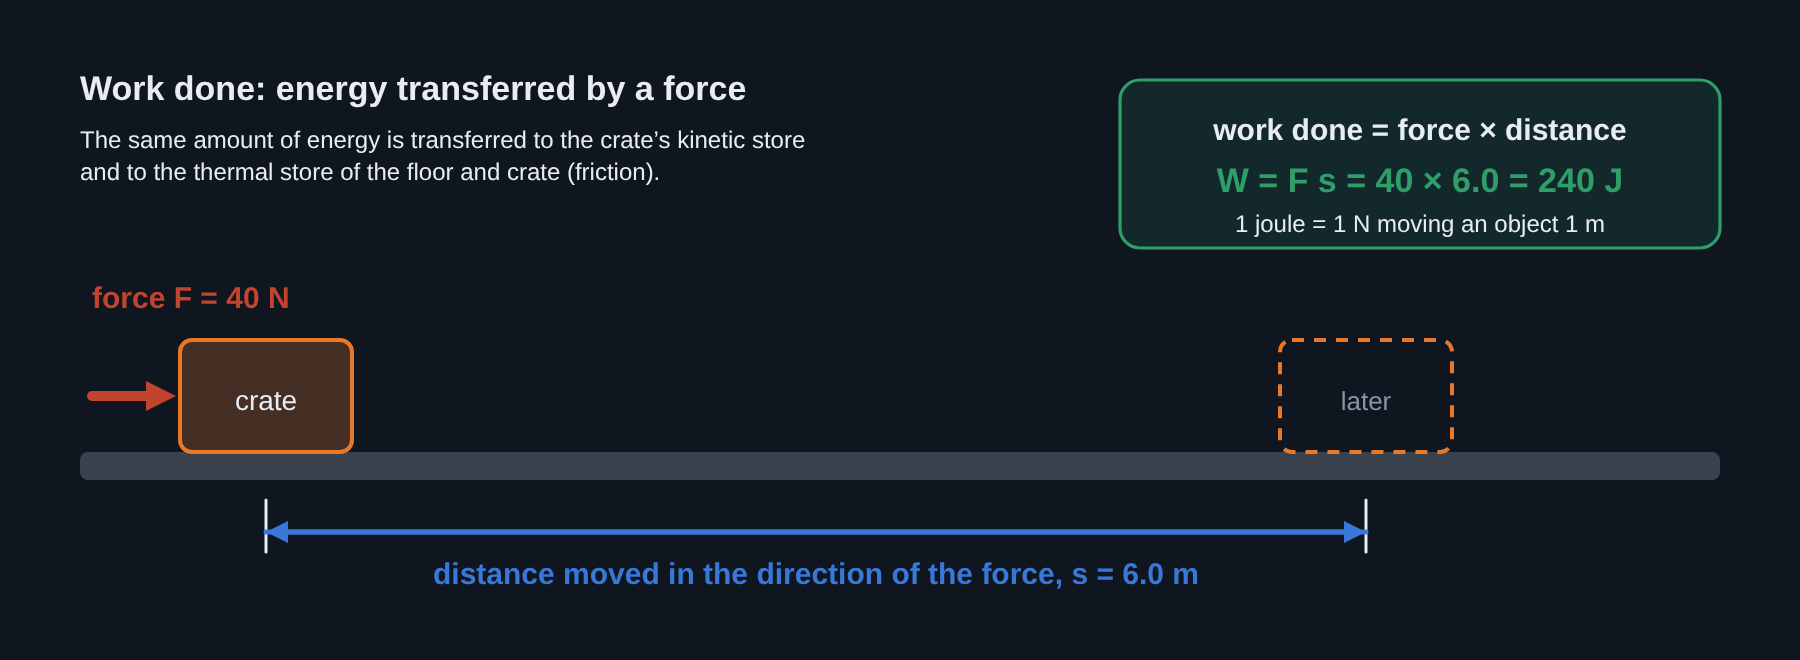 Work done: energy transferred by a force
The same amount of energy is transferred to the crate’s kinetic store
and to the thermal store of the floor and crate (friction).
work done = force × distance
W = F s = 40 × 6.0 = 240 J
1 joule = 1 N moving an object 1 m
force F = 40 N
crate
later
distance moved in the direction of the force, s = 6.0 m